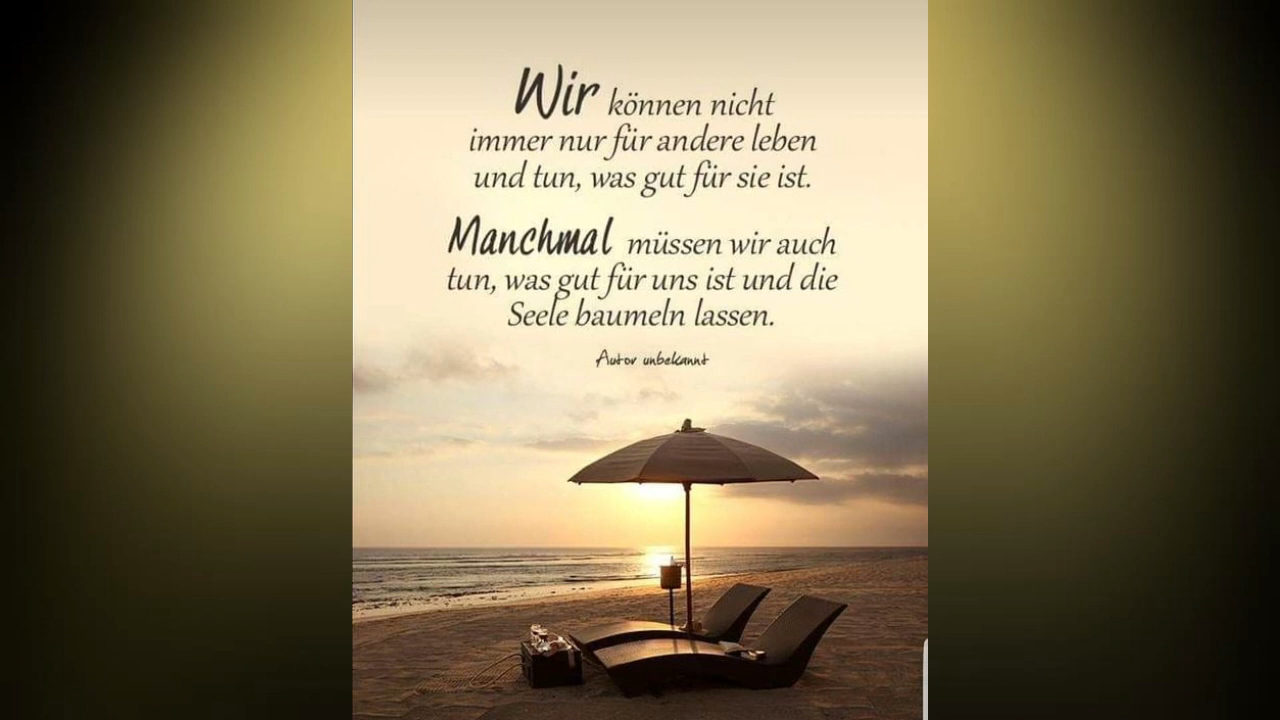 Wir können nicht
immer nur für andere leben
und tun, was gut für sie ist.
Manchmal müssen wir auch
tun, was gut für uns ist und die
Seele baumeln lassen.
Autor unbekannt